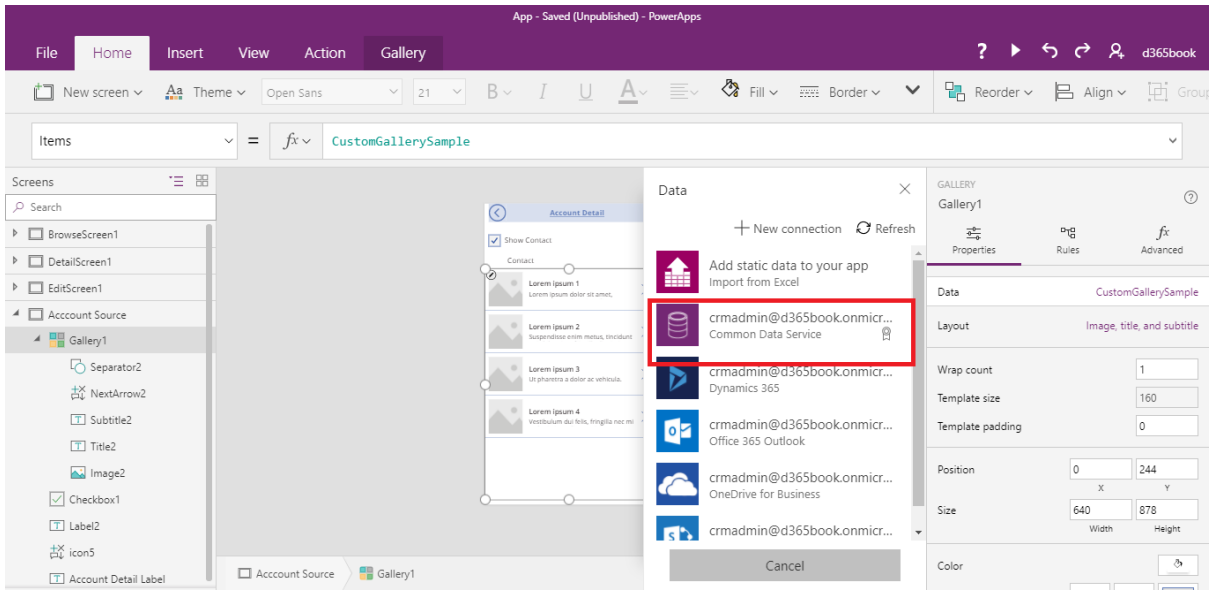 App - Saved (Unpublished) - PowerApps
File Home Insert View Action Gallery ? d365book
New screen Aa Theme Open Sans 21 B I U A Fill Border Reorder Align Group
Items = fx CustomGallerySample
Screens
Search
BrowseScreen1
DetailScreen1
EditScreen1
Acccount Source
Gallery1
Separator2
NextArrow2
Subtitle2
Title2
Image2
Checkbox1
Label2
icon5
Account Detail Label
Account Detail
Show Contact
Contact
Lorem ipsum 1
Lorem ipsum dolor sit amet,
Lorem ipsum 2
Suspendisse enim metus, tincidunt
Lorem ipsum 3
Ut pharetra a dolor ac vehicula.
Lorem ipsum 4
Vestibulum dui felis, fringilla nec mi
Acccount Source Gallery1
Data
New connection Refresh
Add static data to your app
Import from Excel
crmadmin@d365book.onmicr...
Common Data Service
crmadmin@d365book.onmicr...
Dynamics 365
crmadmin@d365book.onmicr...
Office 365 Outlook
crmadmin@d365book.onmicr...
OneDrive for Business
crmadmin@d365book.onmicr...
Cancel
GALLERY
Gallery1
Properties Rules fx Advanced
Data CustomGallerySample
Layout Image, title, and subtitle
Wrap count 1
Template size 160
Template padding 0
Position 0 244
X Y
Size 640 878
Width Height
Color